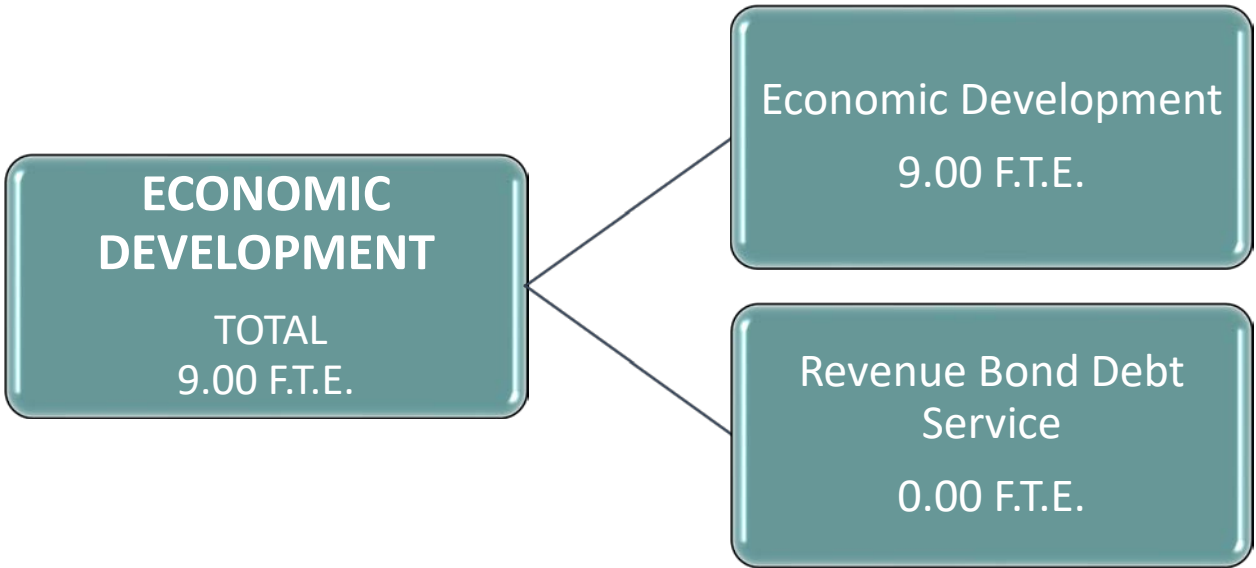 ECONOMIC
DEVELOPMENT
TOTAL
9.00 F.T.E.
Economic Development
9.00 F.T.E.
Revenue Bond Debt
Service
0.00 F.T.E.